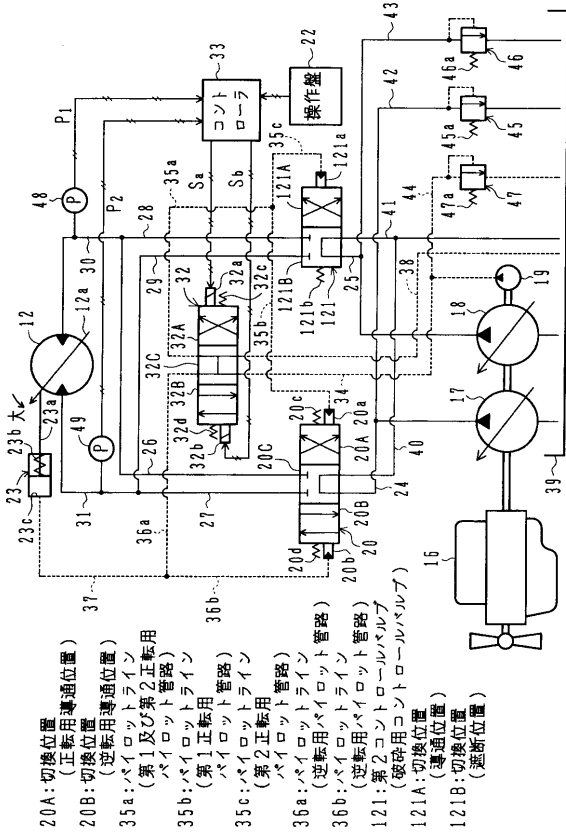 20A:切換位置
(正転用導通位置)
20B:切換位置
(逆転用導通位置)
35a:パイロットライン
(第1及び第2正転用
パイロット管路)
35b:パイロットライン
(第1正転用
パイロット管路)
35c:パイロットライン
(第2正転用
パイロット管路)
36a:パイロットライン
(逆転用パイロット管路)
36b:パイロットライン
(逆転用パイロット管路)
121:第2コントロールバルブ
(破砕用コントロールバルブ)
121A:切換位置
(導通位置)
121B:切換位置
(遮断位置)
23b
23
23c
23a
大
12
12a
48
P
P1
P2
33
コントローラ
22
操作盤
49
P
31
30
29
28
26
27
37
36a
36b
32
32A
32B
32C
32a
32b
32c
32d
Sa
Sb
35a
35b
35c
34
38
20
20A
20B
20C
20a
20b
20c
20d
24
25
40
41
121
121A
121B
121a
121b
42
43
44
45
45a
46
46a
47
47a
16
17
18
19
39